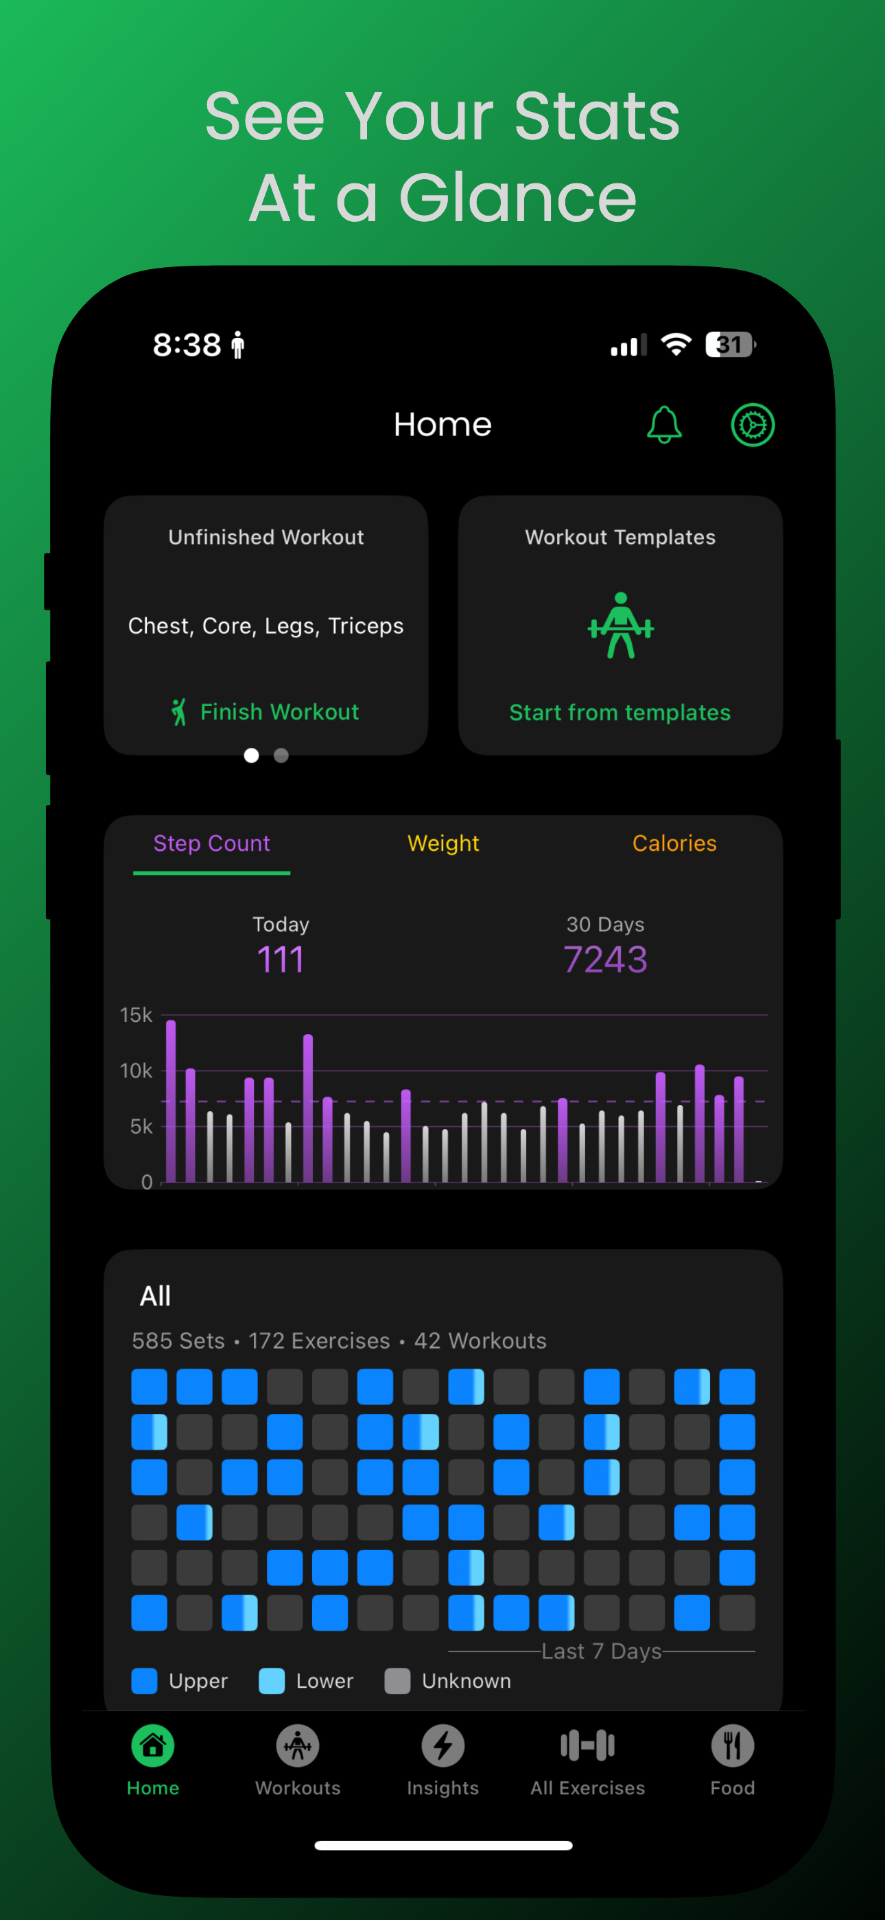 See Your Stats
At a Glance
8:38
31
Home
Unfinished Workout
Chest, Core, Legs, Triceps
Finish Workout
Workout Templates
Start from templates
Step Count
Weight
Calories
Today
111
30 Days
7243
15k
10k
5k
0
All
585 Sets • 172 Exercises • 42 Workouts
Last 7 Days
Upper
Lower
Unknown
Home
Workouts
Insights
All Exercises
Food